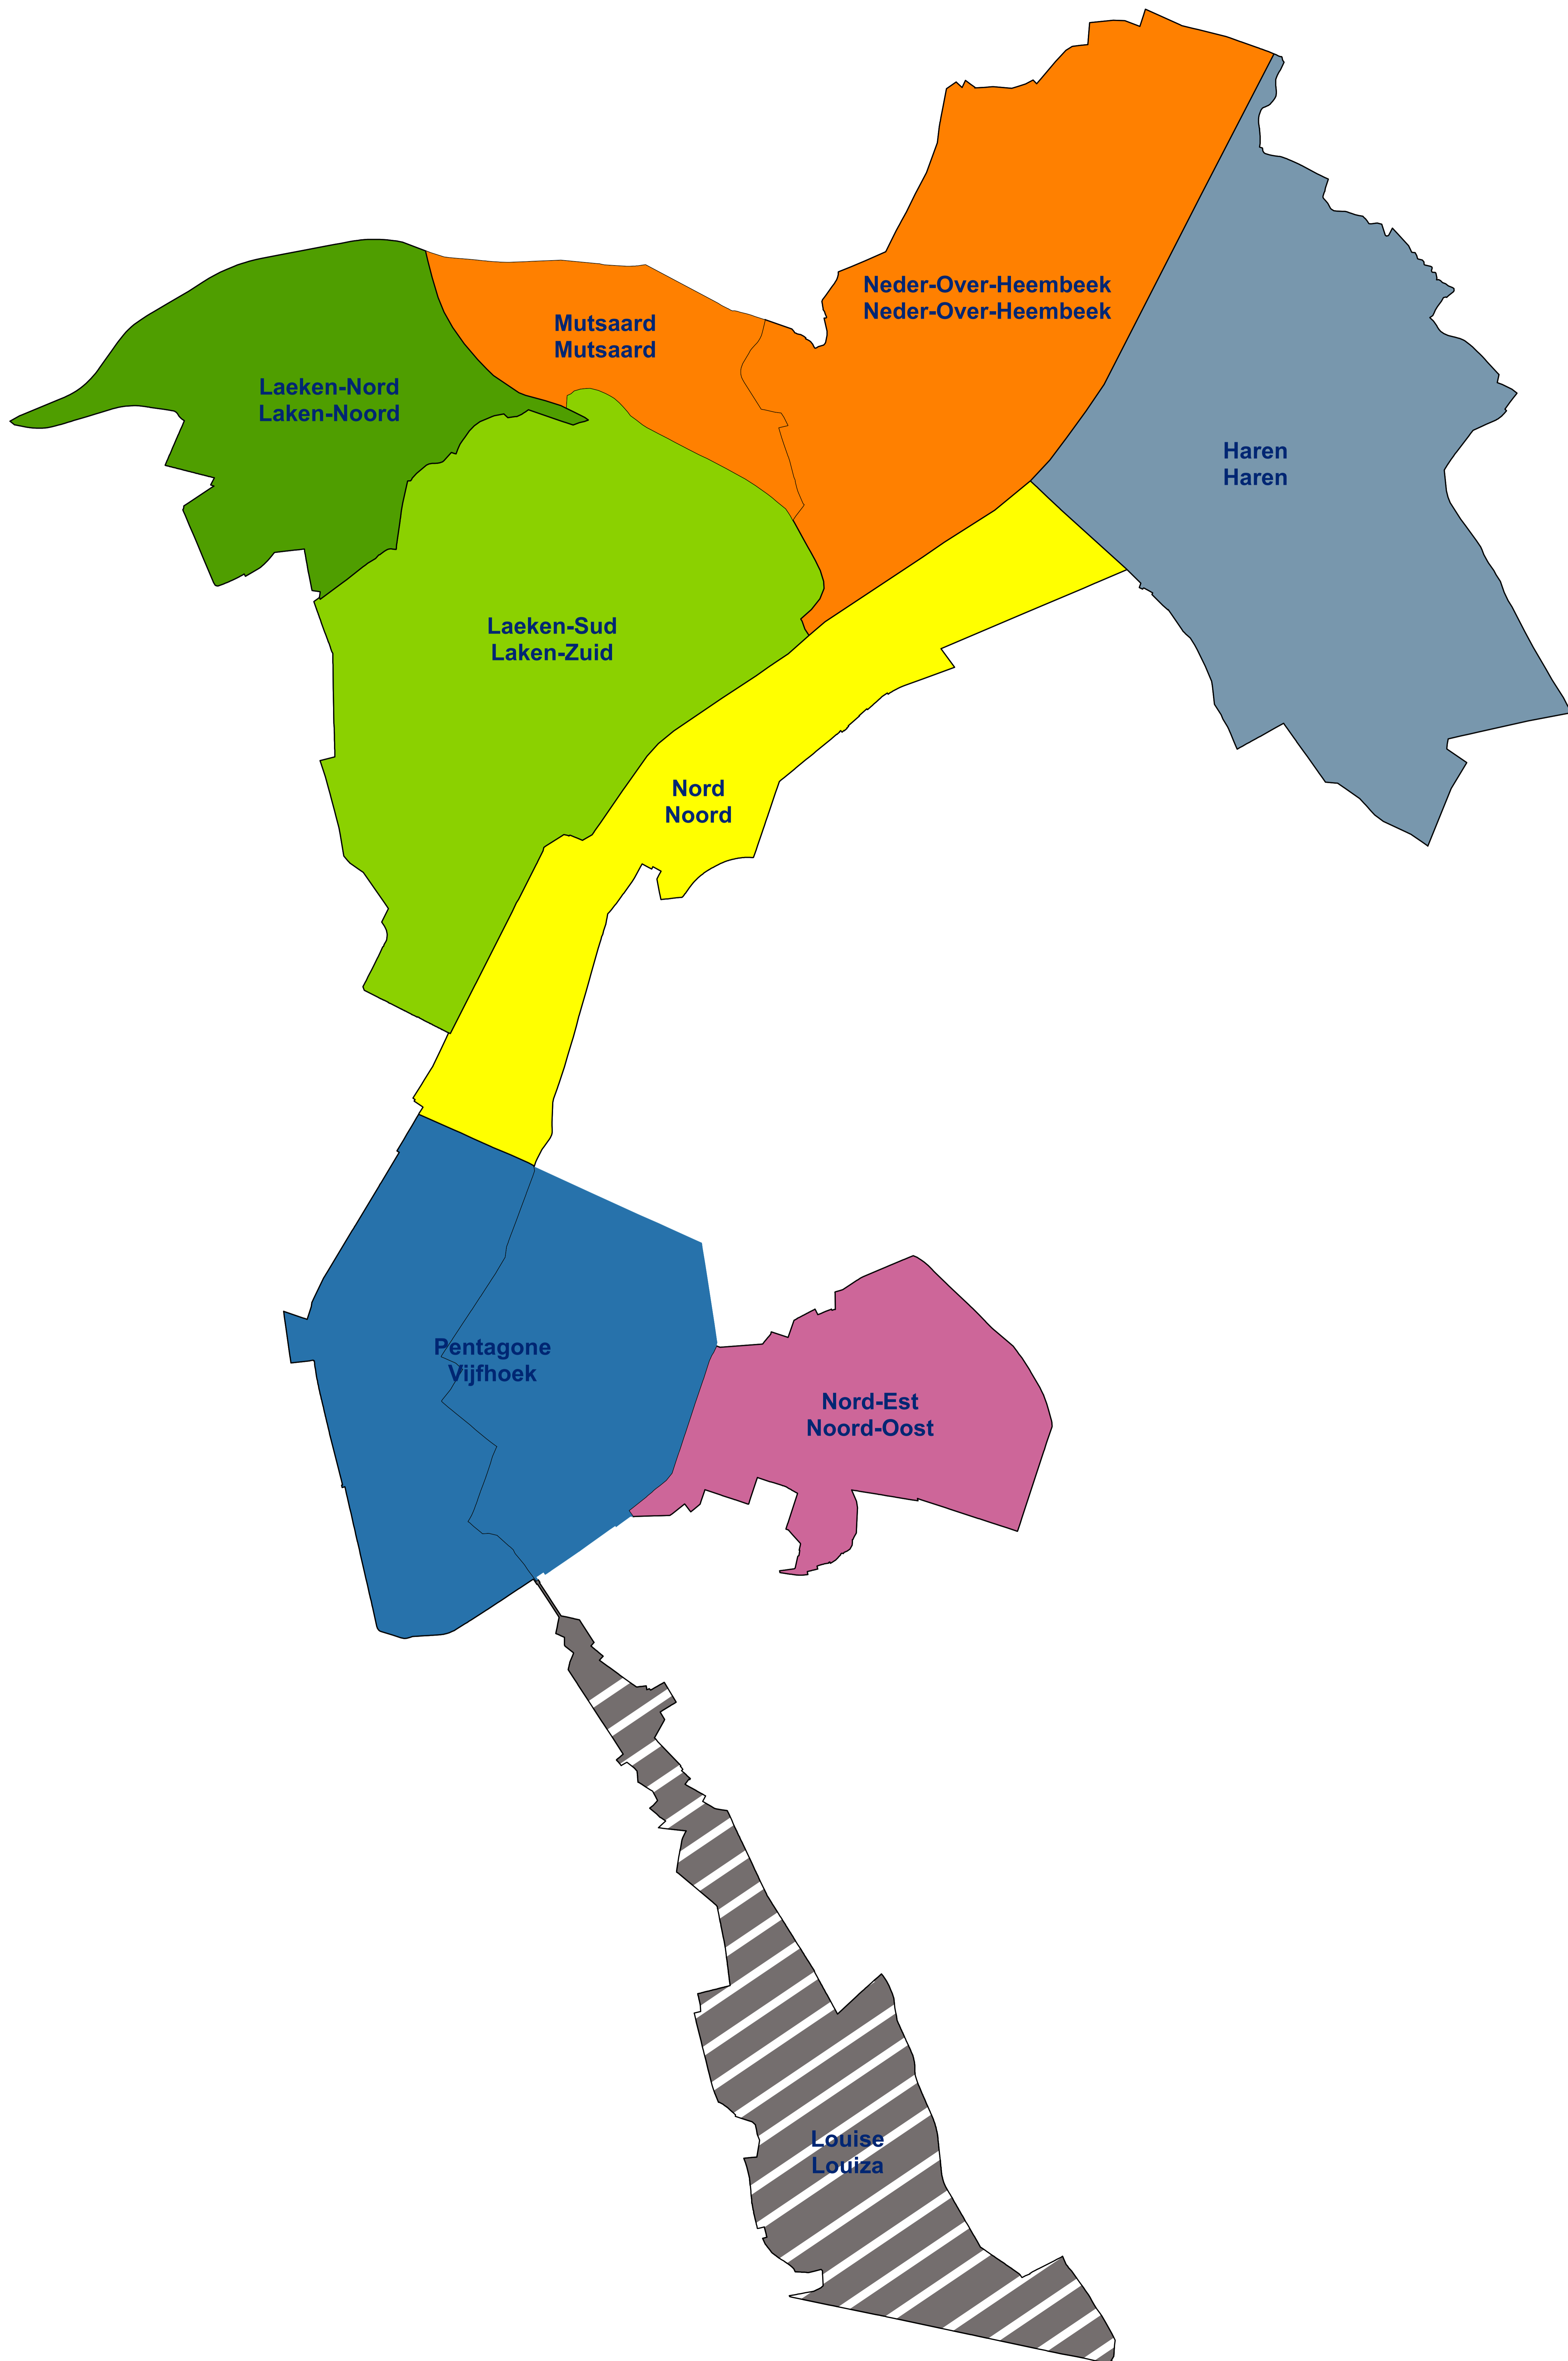 Neder-Over-Heembeek
Neder-Over-Heembeek
Mutsaard
Mutsaard
Laeken-Nord
Laken-Noord
Haren
Haren
Laeken-Sud
Laken-Zuid
Nord
Noord
Pentagone
Vijfhoek
Nord-Est
Noord-Oost
Louise
Louiza